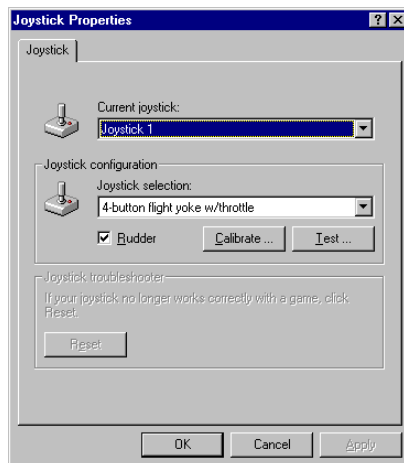 Joystick Properties
Joystick
Current joystick:
Joystick 1
Joystick configuration
Joystick selection:
4-button flight yoke w/throttle
Rudder
Calibrate ...
Test ...
Joystick troubleshooter
If your joystick no longer works correctly with a game, click
Reset.
Reset
OK
Cancel
Apply